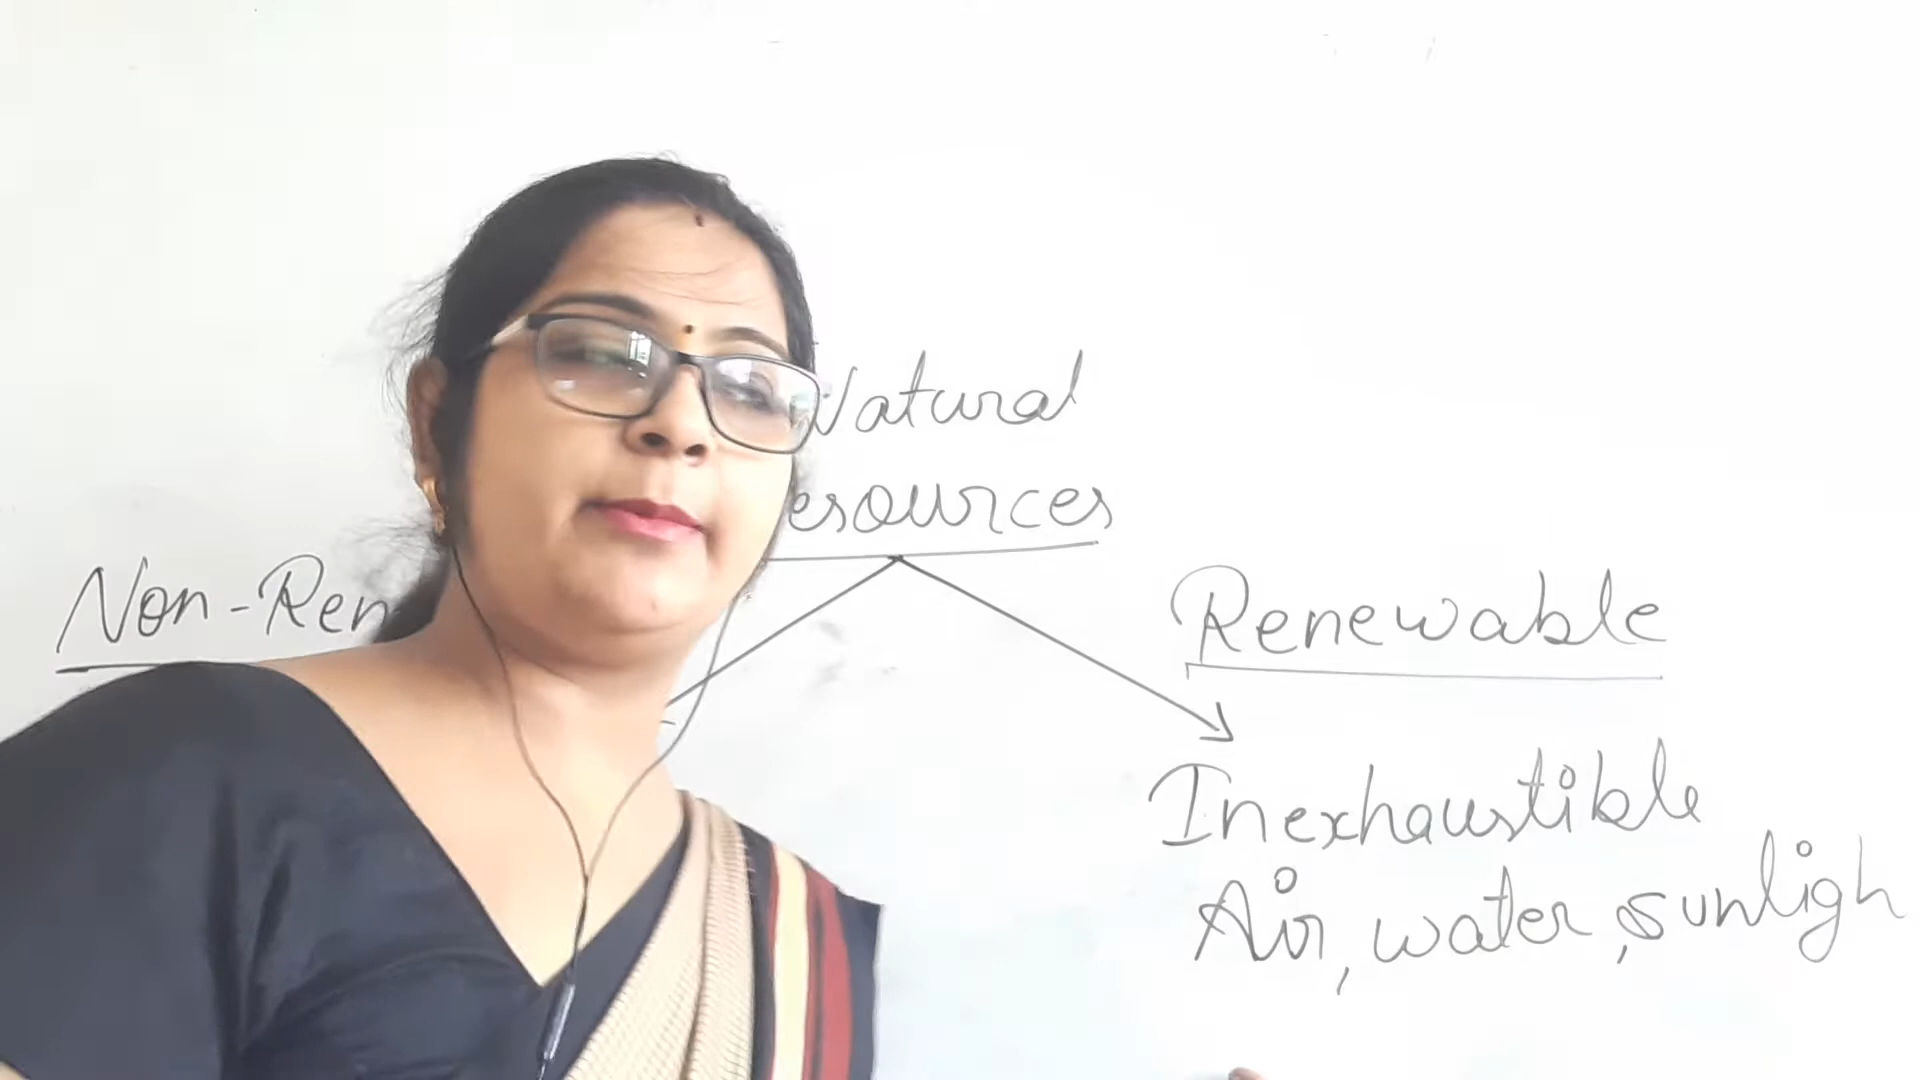 Natural
esources
Non-Ren
Renewable
Inexhaustible
Air, water, sunligh